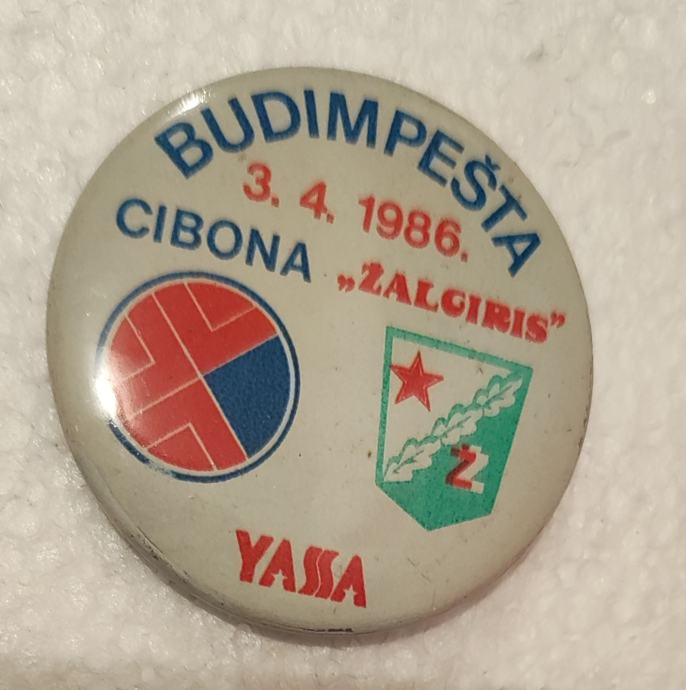 BUDIMPEŠTA
3. 4. 1986.
CIBONA
„ŽALGIRIS”
Ž
YASSA